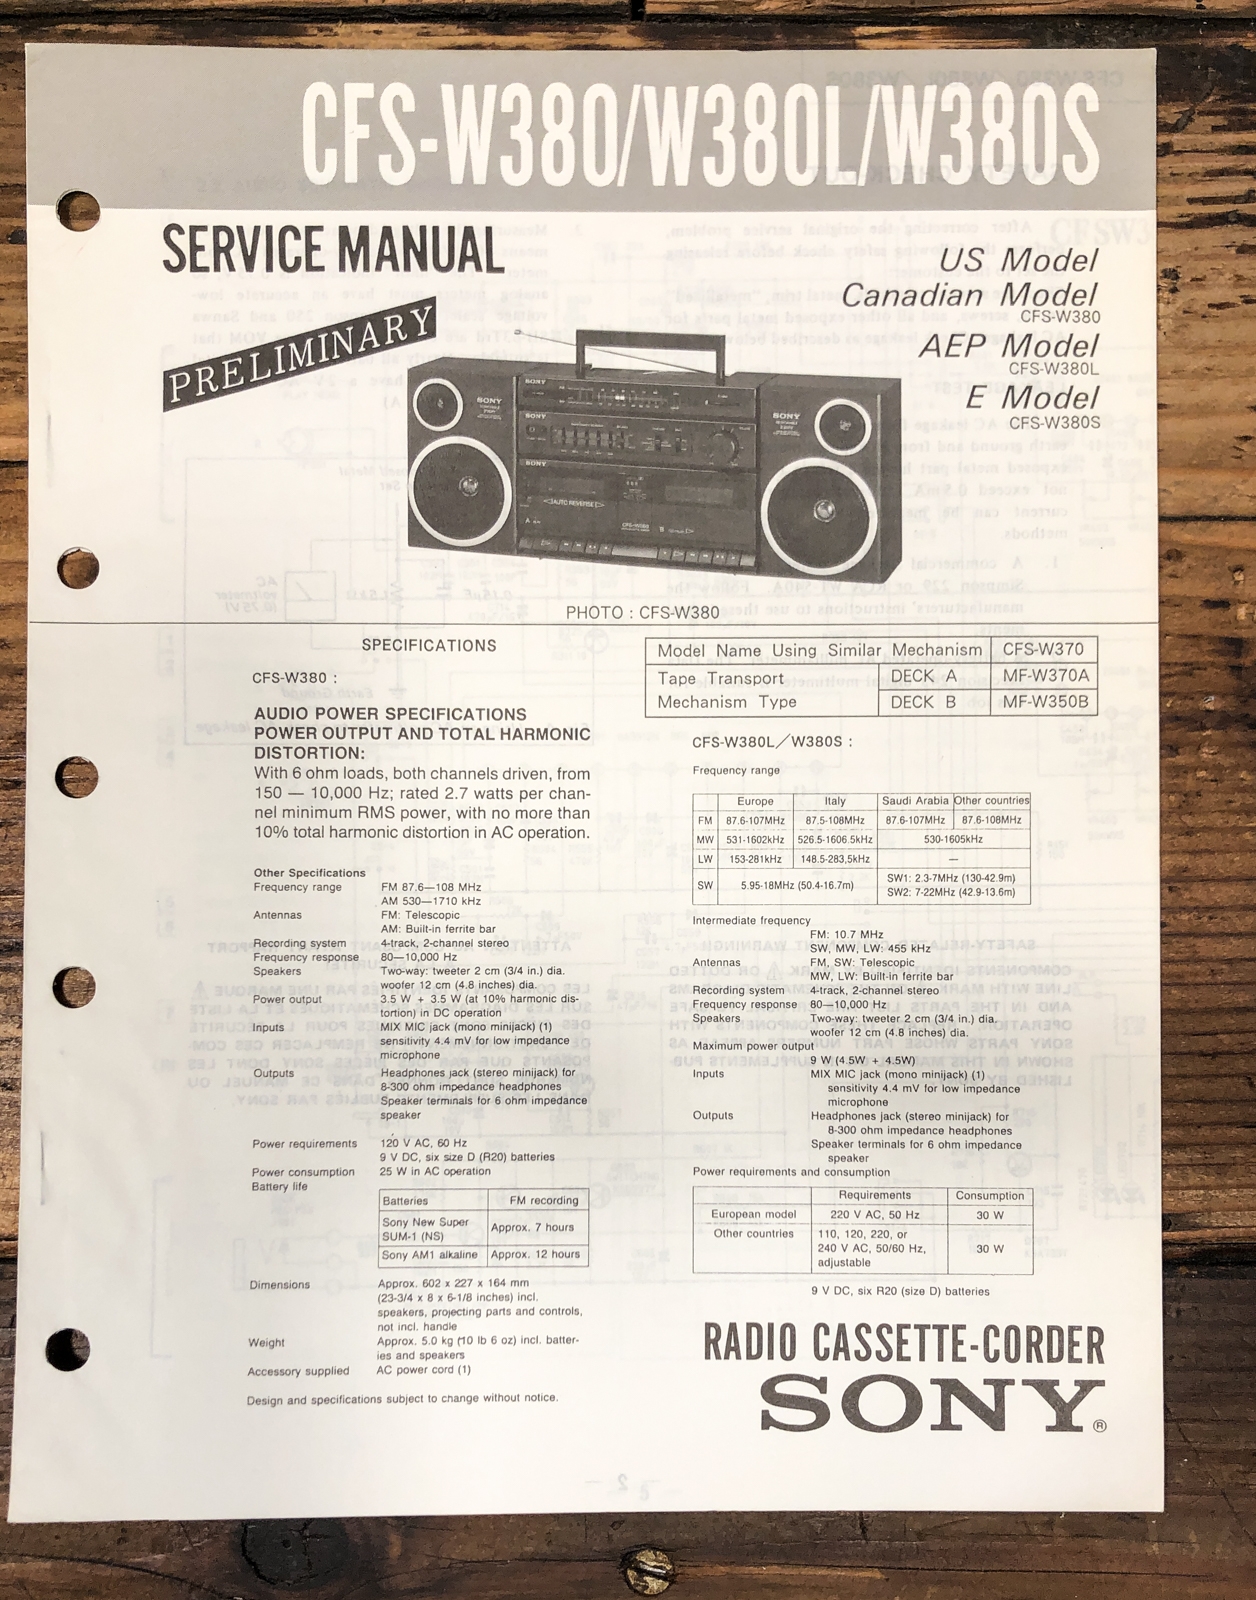 CFS-W380/W380L/W380S
SERVICE MANUAL
PRELIMINARY
US Model
Canadian Model
CFS-W380
AEP Model
CFS-W380L
E Model
CFS-W380S
SONY
SONY
SONY
SONY
SONY
AUTO REVERSE
PHOTO : CFS-W380
SPECIFICATIONS
CFS-W380 :
AUDIO POWER SPECIFICATIONS
POWER OUTPUT AND TOTAL HARMONIC
DISTORTION:
With 6 ohm loads, both channels driven, from
150 — 10,000 Hz; rated 2.7 watts per chan-
nel minimum RMS power, with no more than
10% total harmonic distortion in AC operation.
Other Specifications
Frequency range FM 87.6—108 MHz
AM 530—1710 kHz
Antennas FM: Telescopic
AM: Built-in ferrite bar
Recording system 4-track, 2-channel stereo
Frequency response 80—10,000 Hz
Speakers Two-way: tweeter 2 cm (3/4 in.) dia.
woofer 12 cm (4.8 inches) dia.
Power output 3.5 W + 3.5 W (at 10% harmonic dis-
tortion) in DC operation
Inputs MIX MIC jack (mono minijack) (1)
sensitivity 4.4 mV for low impedance
microphone
Outputs Headphones jack (stereo minijack) for
8-300 ohm impedance headphones
Speaker terminals for 6 ohm impedance
speaker
Power requirements 120 V AC, 60 Hz
9 V DC, six size D (R20) batteries
Power consumption 25 W in AC operation
Battery life
Batteries FM recording
Sony New Super
SUM-1 (NS) Approx. 7 hours
Sony AM1 alkaline Approx. 12 hours
Dimensions Approx. 602 x 227 x 164 mm
(23-3/4 x 8 x 6-1/8 inches) incl.
speakers, projecting parts and controls,
not incl. handle
Weight Approx. 5.0 kg (10 lb 6 oz) incl. batter-
ies and speakers
Accessory supplied AC power cord (1)
Design and specifications subject to change without notice.
Model Name Using Similar Mechanism CFS-W370
Tape Transport DECK A MF-W370A
Mechanism Type DECK B MF-W350B
CFS-W380L/W380S :
Frequency range
Europe Italy Saudi Arabia Other countries
FM 87.6-107MHz 87.5-108MHz 87.6-107MHz 87.6-108MHz
MW 531-1602kHz 526.5-1606.5kHz 530-1605kHz
LW 153-281kHz 148.5-283,5kHz —
SW 5.95-18MHz (50.4-16.7m) SW1: 2.3-7MHz (130-42.9m)
SW2: 7-22MHz (42.9-13.6m)
Intermediate frequency
FM: 10.7 MHz
SW, MW, LW: 455 kHz
Antennas FM, SW: Telescopic
MW, LW: Built-in ferrite bar
Recording system 4-track, 2-channel stereo
Frequency response 80—10,000 Hz
Speakers Two-way: tweeter 2 cm (3/4 in.) dia.
woofer 12 cm (4.8 inches) dia.
Maximum power output
9 W (4.5W + 4.5W)
Inputs MIX MIC jack (mono minijack) (1)
sensitivity 4.4 mV for low impedance
microphone
Outputs Headphones jack (stereo minijack) for
8-300 ohm impedance headphones
Speaker terminals for 6 ohm impedance
speaker
Power requirements and consumption
Requirements Consumption
European model 220 V AC, 50 Hz 30 W
Other countries 110, 120, 220, or
240 V AC, 50/60 Hz, 30 W
adjustable
9 V DC, six R20 (size D) batteries
RADIO CASSETTE-CORDER
SONY®